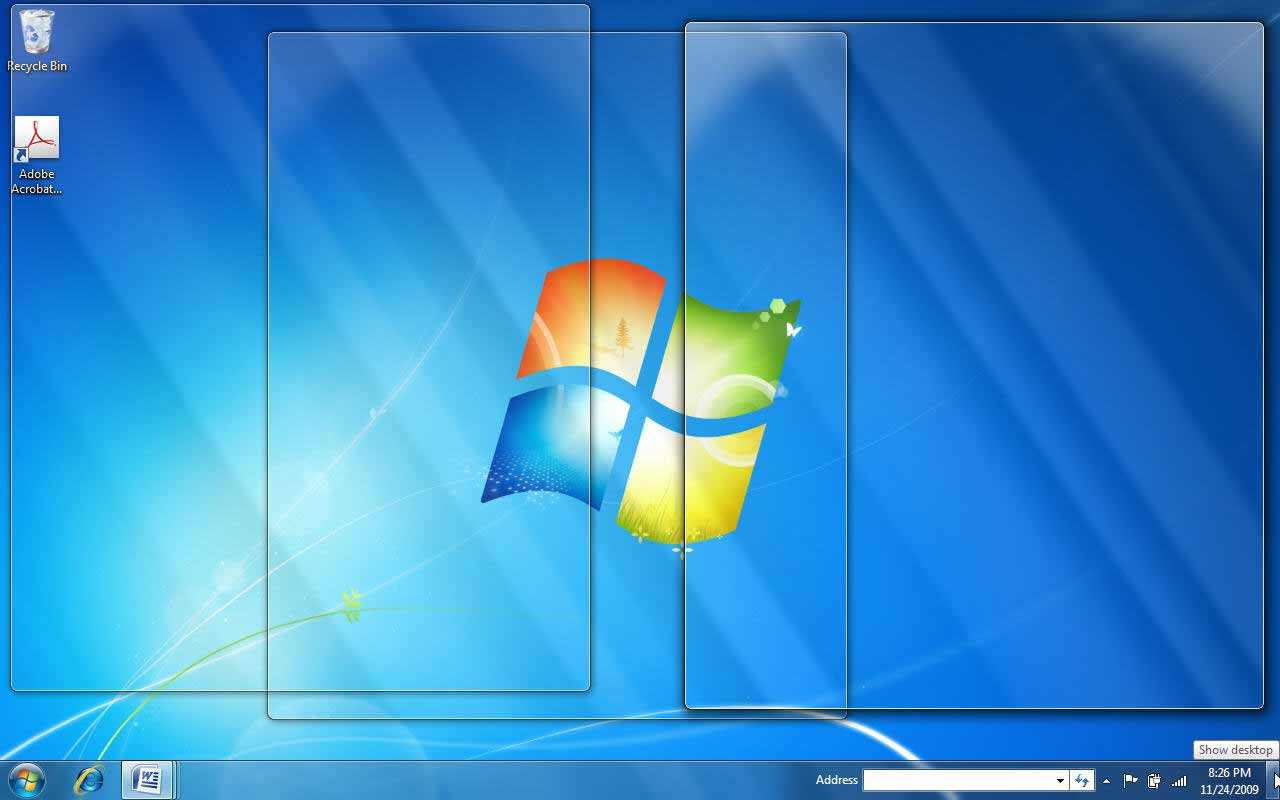 Recycle Bin
Adobe
Acrobat...
Show desktop
Address
8:26 PM
11/24/2009
W